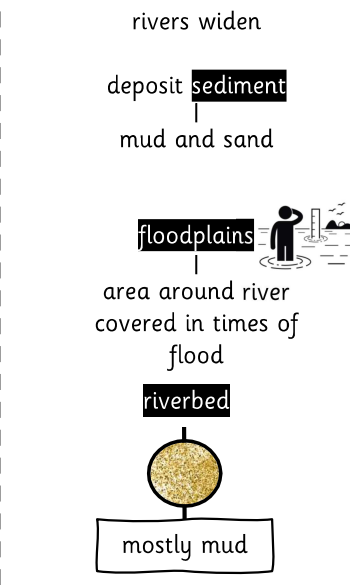 rivers widen
deposit sediment
mud and sand
floodplains
area around river
covered in times of
flood
riverbed
mostly mud